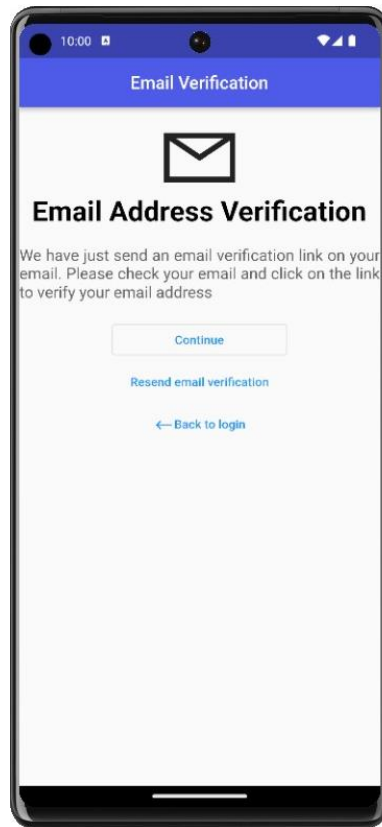 10:00 A
Email Verification
Email Address Verification
We have just send an email verification link on your
email. Please check your email and click on the link
to verify your email address
Continue
Resend email verification
← Back to login